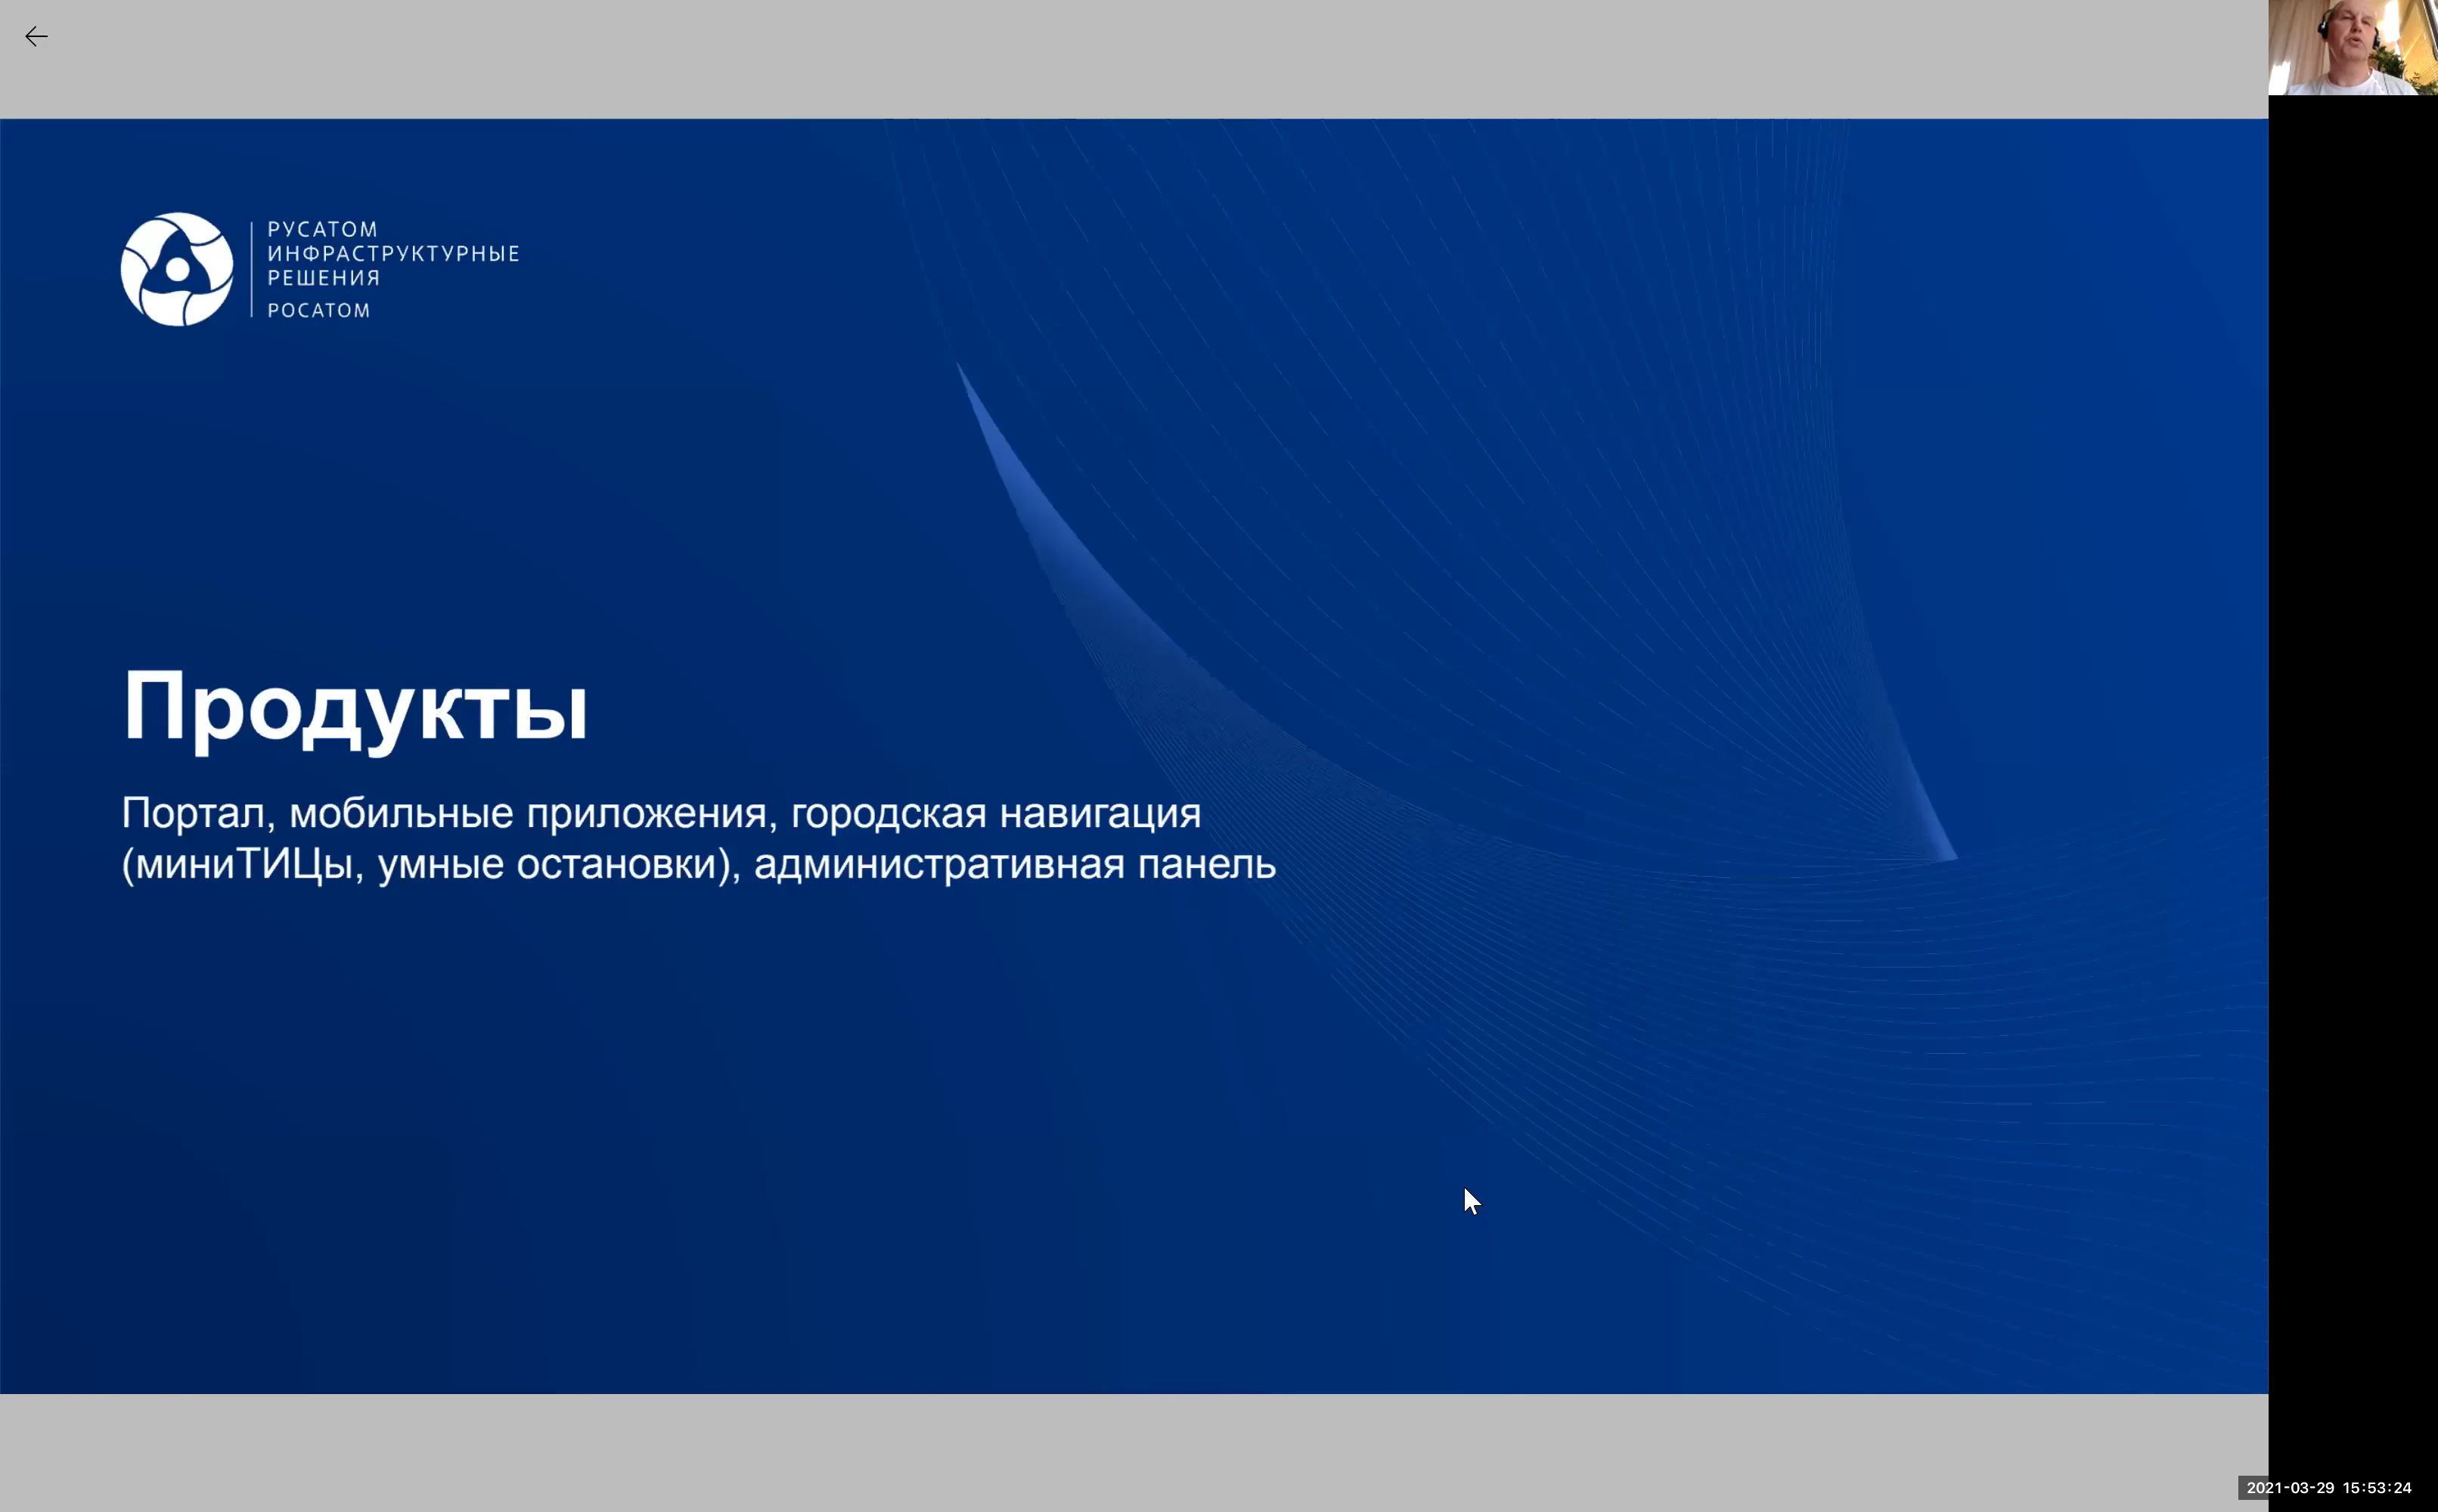 РУСАТОМ
ИНФРАСТРУКТУРНЫЕ
РЕШЕНИЯ
РОСАТОМ
Продукты
Портал, мобильные приложения, городская навигация
(миниТИЦы, умные остановки), административная панель
2021-03-29 15:53:24